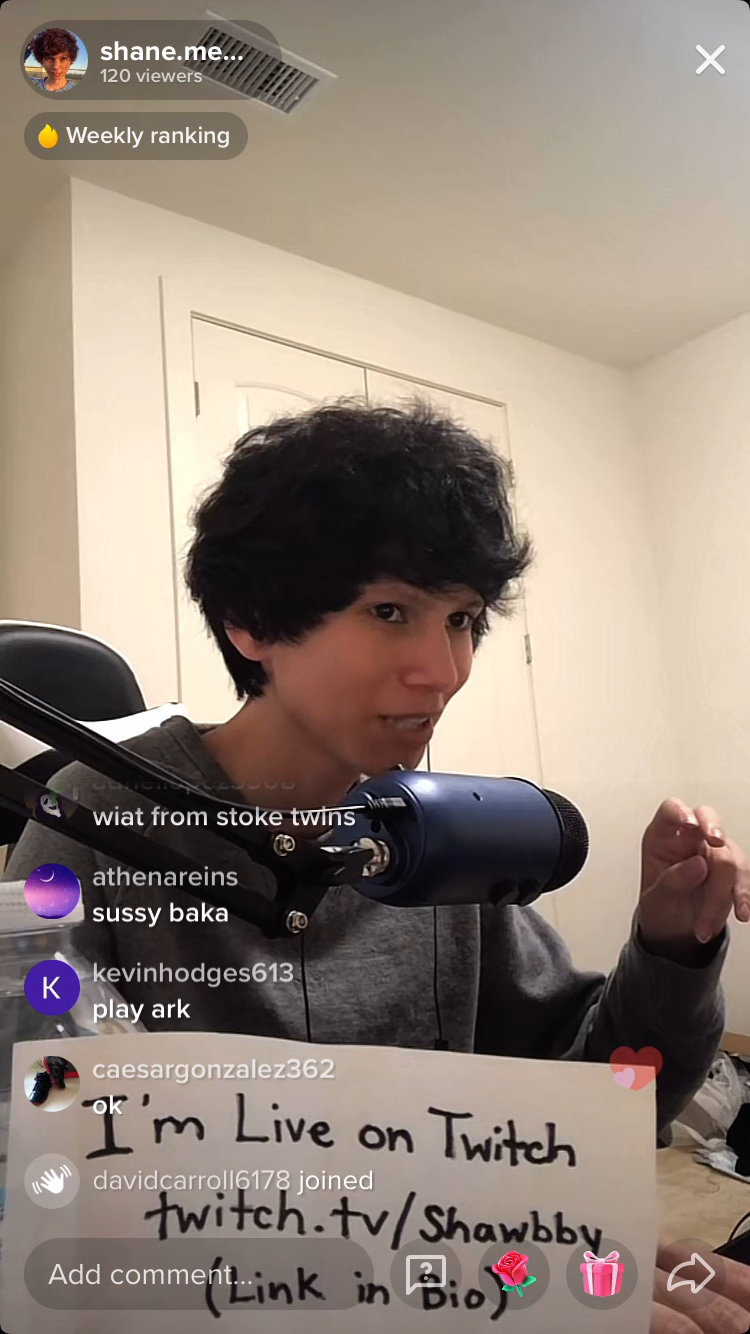 shane.me...
120 viewers
Weekly ranking
wiat from stoke twins
athenareins
sussy baka
K
kevinhodges613
play ark
caesargonzalez362
ok
I'm Live on Twitch
davidcarroll6178 joined
twitch.tv/Shawbby
Add comment...
(Link in Bio)